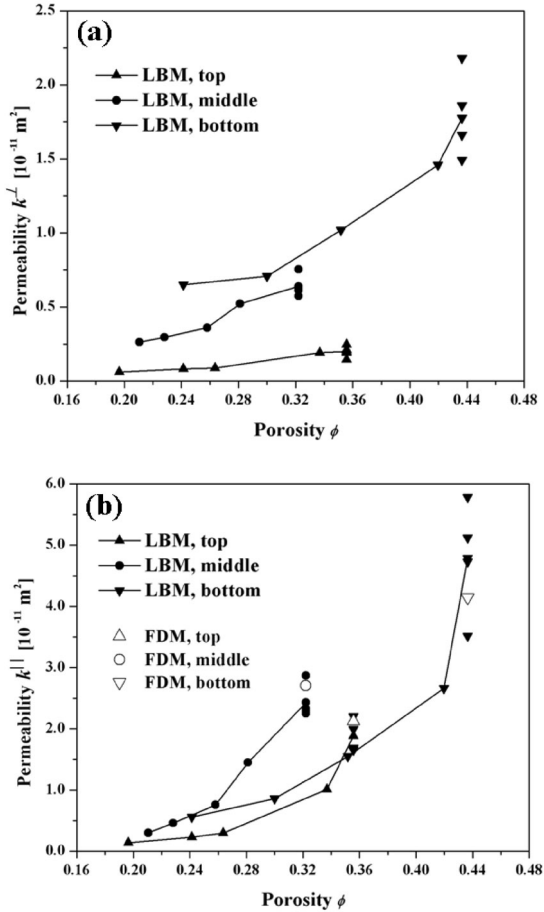 (a)
LBM, top
LBM, middle
LBM, bottom
Permeability k⊥ [10⁻¹¹ m²]
2.5
2.0
1.5
1.0
0.5
0.0
0.16 0.20 0.24 0.28 0.32 0.36 0.40 0.44 0.48
Porosity ϕ
(b)
LBM, top
LBM, middle
LBM, bottom
FDM, top
FDM, middle
FDM, bottom
Permeability k|| [10⁻¹¹ m²]
6.0
5.0
4.0
3.0
2.0
1.0
0.0
0.16 0.20 0.24 0.28 0.32 0.36 0.40 0.44 0.48
Porosity ϕ